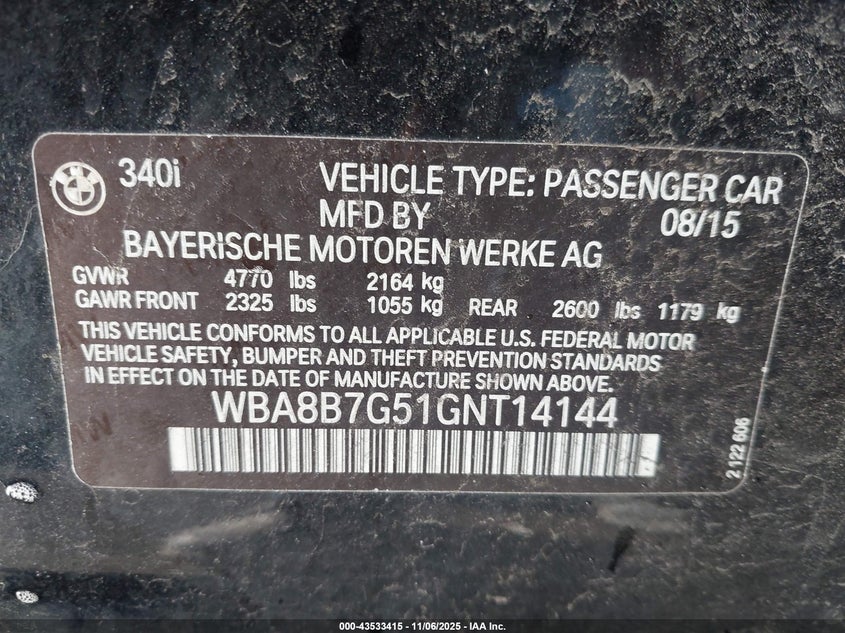 340i VEHICLE TYPE: PASSENGER CAR
MFD BY 08/15
BAYERISCHE MOTOREN WERKE AG
GVWR 4770 lbs 2164 kg
GAWR FRONT 2325 lbs 1055 kg REAR 2600 lbs 1179 kg
THIS VEHICLE CONFORMS TO ALL APPLICABLE U.S. FEDERAL MOTOR
VEHICLE SAFETY, BUMPER AND THEFT PREVENTION STANDARDS
IN EFFECT ON THE DATE OF MANUFACTURE SHOWN ABOVE.
WBA8B7G51GNT14144
2 122 606
000-43533415 - 11/06/2025 - IAA Inc.